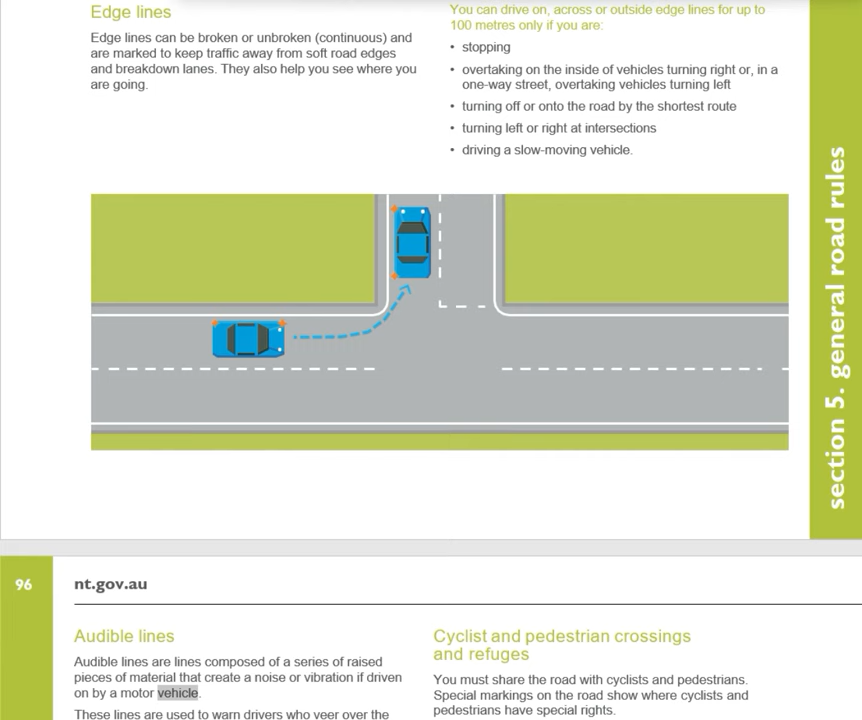 Edge lines
Edge lines can be broken or unbroken (continuous) and
are marked to keep traffic away from soft road edges
and breakdown lanes. They also help you see where you
are going.
You can drive on, across or outside edge lines for up to
100 metres only if you are:
• stopping
• overtaking on the inside of vehicles turning right or, in a
one-way street, overtaking vehicles turning left
• turning off or onto the road by the shortest route
• turning left or right at intersections
• driving a slow-moving vehicle.
section 5. general road rules
96
nt.gov.au
Audible lines
Audible lines are lines composed of a series of raised
pieces of material that create a noise or vibration if driven
on by a motor vehicle.
These lines are used to warn drivers who veer over the
Cyclist and pedestrian crossings
and refuges
You must share the road with cyclists and pedestrians.
Special markings on the road show where cyclists and
pedestrians have special rights.